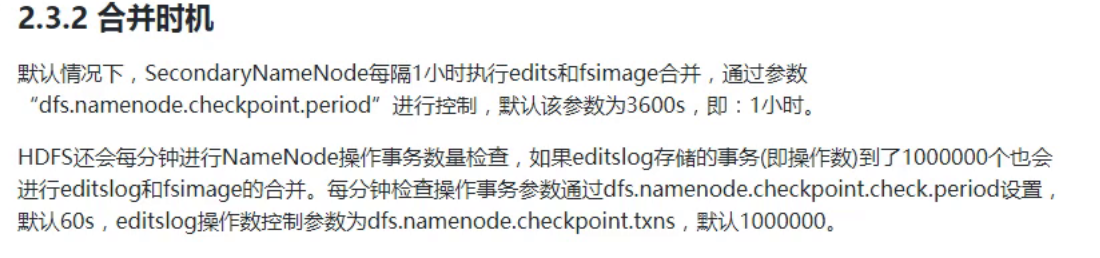 2.3.2 合并时机
默认情况下，SecondaryNameNode每隔1小时执行edits和fsimage合并，通过参数
“dfs.namenode.checkpoint.period”进行控制，默认该参数为3600s，即：1小时。
HDFS还会每分钟进行NameNode操作事务数量检查，如果editslog存储的事务(即操作数)到了1000000个也会
进行editslog和fsimage的合并。每分钟检查操作事务参数通过dfs.namenode.checkpoint.check.period设置，
默认60s，editslog操作数控制参数为dfs.namenode.checkpoint.txns，默认1000000。